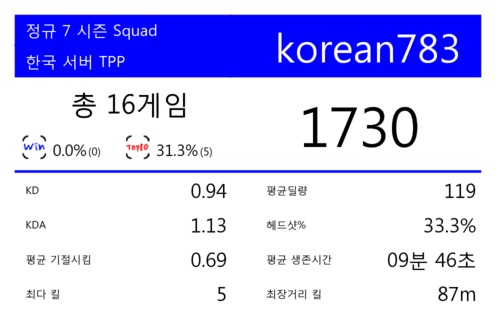 정규 7 시즌 Squad
한국 서버 TPP
korean783
총 16게임
Win 0.0% (0)
TOP10 31.3% (5)
1730
KD 0.94
평균딜량 119
KDA 1.13
헤드샷% 33.3%
평균 기절시킴 0.69
평균 생존시간 09분 46초
최다 킬 5
최장거리 킬 87m